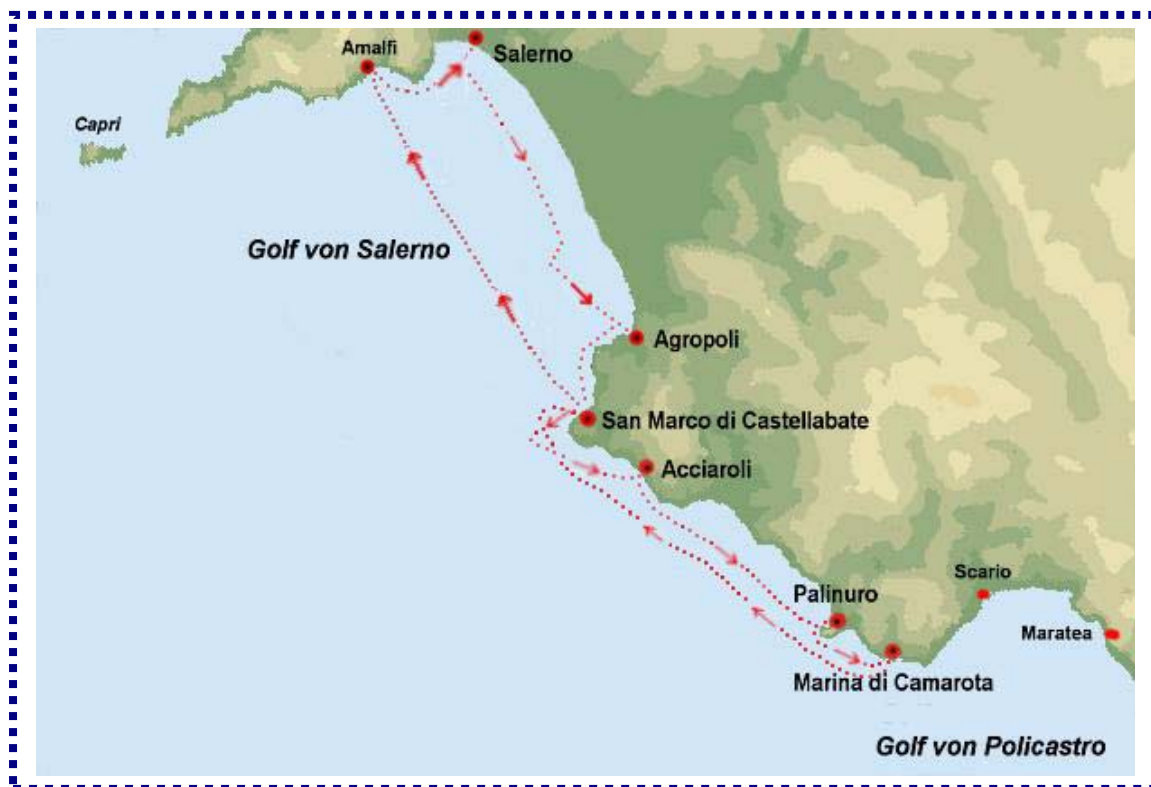 Amalfi
Salerno
Capri
Golf von Salerno
Agropoli
San Marco di Castellabate
Acciaroli
Scario
Palinuro
Maratea
Marina di Camarota
Golf von Policastro